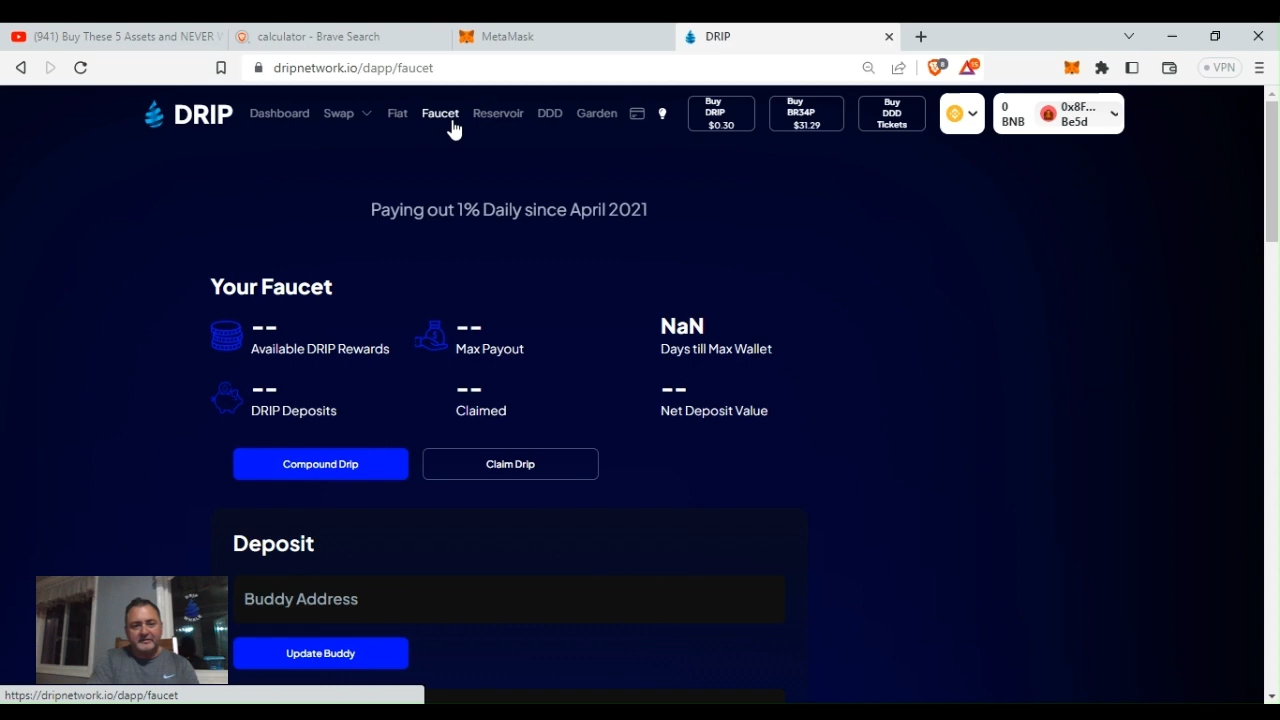 (941) Buy These 5 Assets and NEVER W
calculator - Brave Search
MetaMask
DRIP
dripnetwork.io/dapp/faucet
8
25
VPN
DRIP
Dashboard
Swap
Fiat
Faucet
Reservoir
DDD
Garden
Buy
DRIP
$0.30
Buy
BR34P
$31.29
Buy
DDD
Tickets
0
BNB
0x8F...
Be5d
Paying out 1% Daily since April 2021
Your Faucet
--
Available DRIP Rewards
--
Max Payout
NaN
Days till Max Wallet
--
DRIP Deposits
--
Claimed
--
Net Deposit Value
Compound Drip
Claim Drip
Deposit
Buddy Address
Update Buddy
https://dripnetwork.io/dapp/faucet